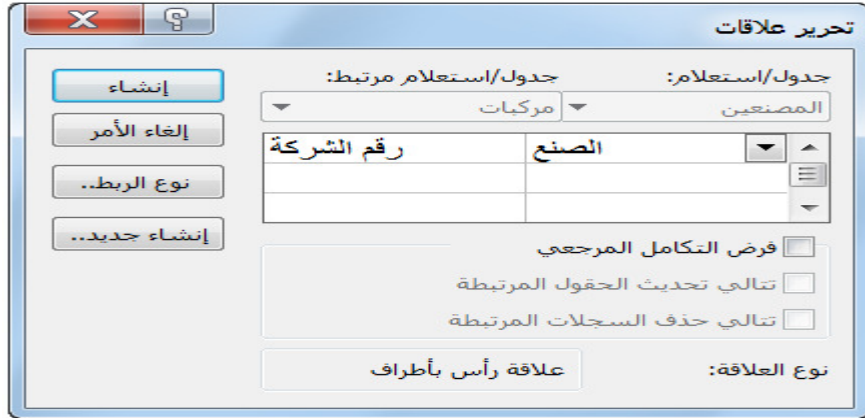 تحرير علاقات
جدول/استعلام: جدول/استعلام مرتبط:
المصنعين مركبات
الصنع رقم الشركة
فرض التكامل المرجعي
تتالي تحديث الحقول المرتبطة
تتالي حذف السجلات المرتبطة
نوع العلاقة: علاقة رأس بأطراف
إنشاء
إلغاء الأمر
نوع الربط..
إنشاء جديد..